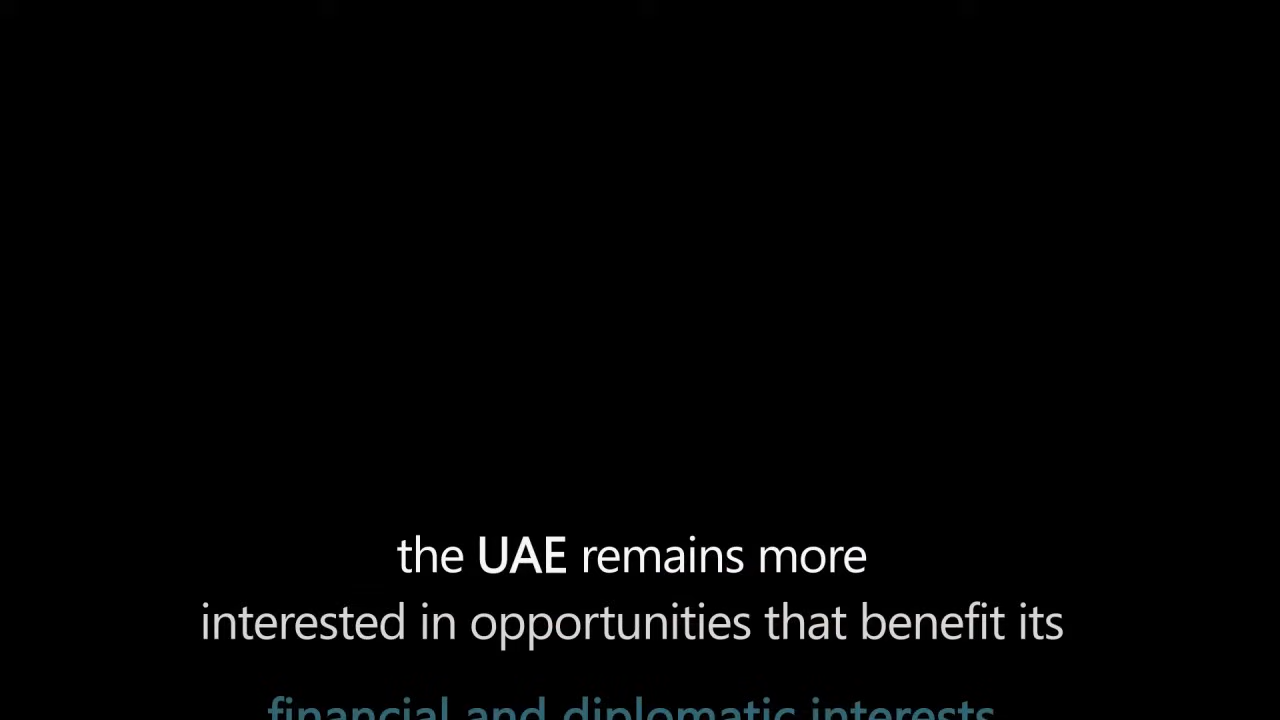 the UAE remains more
interested in opportunities that benefit its
financial and diplomatic interests